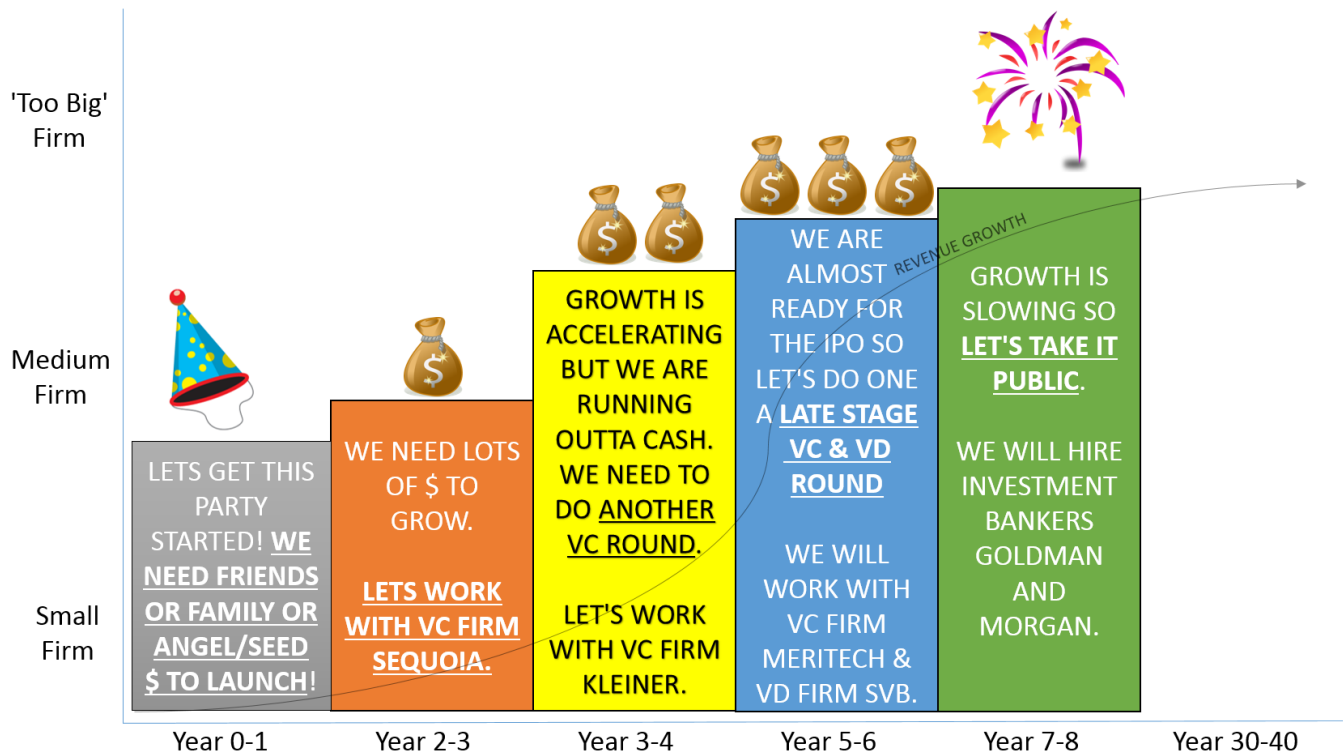 'Too Big'
Firm
Medium
Firm
Small
Firm
LETS GET THIS
PARTY
STARTED! WE
NEED FRIENDS
OR FAMILY OR
ANGEL/SEED
$ TO LAUNCH!
$
WE NEED LOTS
OF $ TO
GROW.
LETS WORK
WITH VC FIRM
SEQUOIA.
$ $
GROWTH IS
ACCELERATING
BUT WE ARE
RUNNING
OUTTA CASH.
WE NEED TO
DO ANOTHER
VC ROUND.
LET'S WORK
WITH VC FIRM
KLEINER.
$ $ $
WE ARE
ALMOST
READY FOR
THE IPO SO
LET'S DO ONE
A LATE STAGE
VC & VD
ROUND
WE WILL
WORK WITH
VC FIRM
MERITECH &
VD FIRM SVB.
REVENUE GROWTH
GROWTH IS
SLOWING SO
LET'S TAKE IT
PUBLIC.
WE WILL HIRE
INVESTMENT
BANKERS
GOLDMAN
AND
MORGAN.
Year 0-1
Year 2-3
Year 3-4
Year 5-6
Year 7-8
Year 30-40